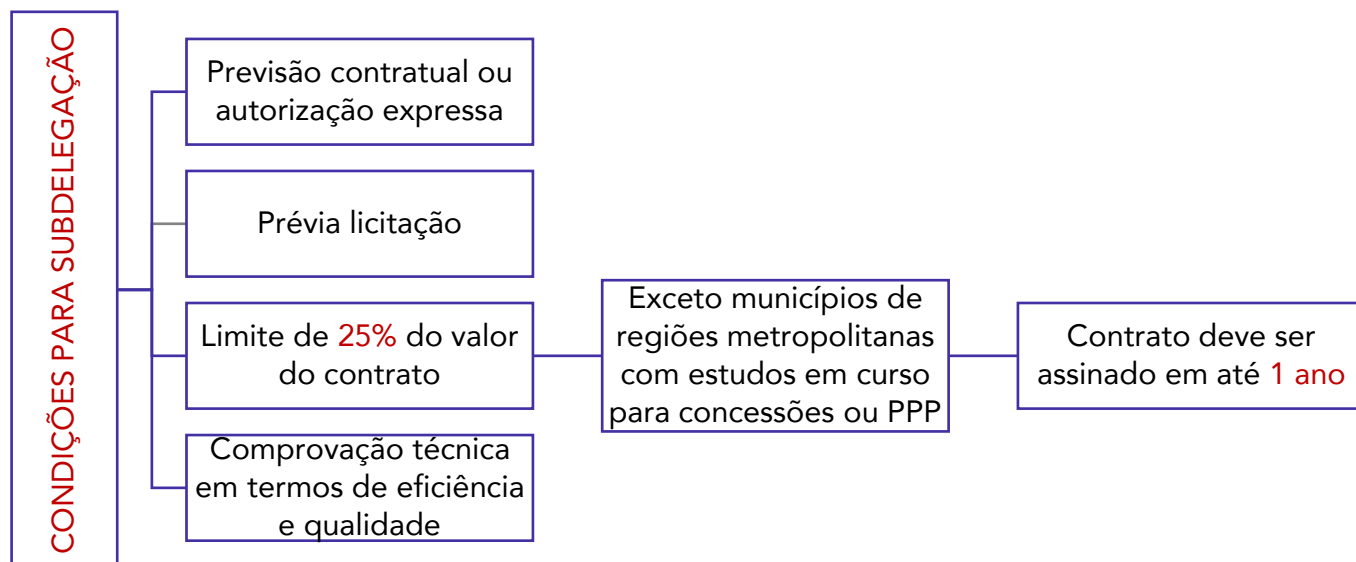 CONDIÇÕES PARA SUBDELEGAÇÃO
Previsão contratual ou
autorização expressa
Prévia licitação
Limite de 25% do valor
do contrato
Exceto municípios de
regiões metropolitanas
com estudos em curso
para concessões ou PPP
Contrato deve ser
assinado em até 1 ano
Comprovação técnica
em termos de eficiência
e qualidade